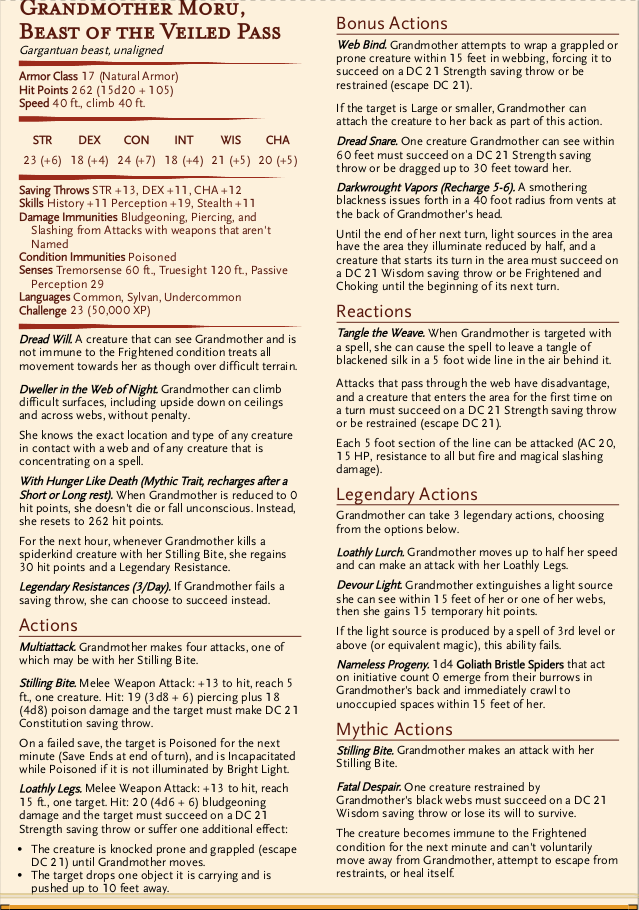 Grandmother Moru,
Beast of the Veiled Pass
Gargantuan beast, unaligned
Armor Class 17 (Natural Armor)
Hit Points 262 (15d20 + 105)
Speed 40 ft., climb 40 ft.
STR DEX CON INT WIS CHA
23 (+6) 18 (+4) 24 (+7) 18 (+4) 21 (+5) 20 (+5)
Saving Throws STR +13, DEX +11, CHA +12
Skills History +11 Perception +19, Stealth +11
Damage Immunities Bludgeoning, Piercing, and
Slashing from Attacks with weapons that aren't
Named
Condition Immunities Poisoned
Senses Tremorsense 60 ft., Truesight 120 ft., Passive
Perception 29
Languages Common, Sylvan, Undercommon
Challenge 23 (50,000 XP)
Dread Will. A creature that can see Grandmother and is
not immune to the Frightened condition treats all
movement towards her as though over difficult terrain.
Dweller in the Web of Night. Grandmother can climb
difficult surfaces, including upside down on ceilings
and across webs, without penalty.
She knows the exact location and type of any creature
in contact with a web and of any creature that is
concentrating on a spell.
With Hunger Like Death (Mythic Trait, recharges after a
Short or Long rest). When Grandmother is reduced to 0
hit points, she doesn't die or fall unconscious. Instead,
she resets to 262 hit points.
For the next hour, whenever Grandmother kills a
spiderkind creature with her Stilling Bite, she regains
30 hit points and a Legendary Resistance.
Legendary Resistances (3/Day). If Grandmother fails a
saving throw, she can choose to succeed instead.
Actions
Multiattack. Grandmother makes four attacks, one of
which may be with her Stilling Bite.
Stilling Bite. Melee Weapon Attack: +13 to hit, reach 5
ft., one creature. Hit: 19 (3d8 + 6) piercing plus 18
(4d8) poison damage and the target must make DC 21
Constitution saving throw.
On a failed save, the target is Poisoned for the next
minute (Save Ends at end of turn), and is Incapacitated
while Poisoned if it is not illuminated by Bright Light.
Loathly Legs. Melee Weapon Attack: +13 to hit, reach
15 ft., one target. Hit: 20 (4d6 + 6) bludgeoning
damage and the target must succeed on a DC 21
Strength saving throw or suffer one additional effect:
• The creature is knocked prone and grappled (escape
DC 21) until Grandmother moves.
• The target drops one object it is carrying and is
pushed up to 10 feet away.
Bonus Actions
Web Bind. Grandmother attempts to wrap a grappled or
prone creature within 15 feet in webbing, forcing it to
succeed on a DC 21 Strength saving throw or be
restrained (escape DC 21).
If the target is Large or smaller, Grandmother can
attach the creature to her back as part of this action.
Dread Snare. One creature Grandmother can see within
60 feet must succeed on a DC 21 Strength saving
throw or be dragged up to 30 feet toward her.
Darkwrought Vapors (Recharge 5-6). A smothering
blackness issues forth in a 40 foot radius from vents at
the back of Grandmother's head.
Until the end of her next turn, light sources in the area
have the area they illuminate reduced by half, and a
creature that starts its turn in the area must succeed on
a DC 21 Wisdom saving throw or be Frightened and
Choking until the beginning of its next turn.
Reactions
Tangle the Weave. When Grandmother is targeted with
a spell, she can cause the spell to leave a tangle of
blackened silk in a 5 foot wide line in the air behind it.
Attacks that pass through the web have disadvantage,
and a creature that enters the area for the first time on
a turn must succeed on a DC 21 Strength saving throw
or be restrained (escape DC 21).
Each 5 foot section of the line can be attacked (AC 20,
15 HP, resistance to all but fire and magical slashing
damage).
Legendary Actions
Grandmother can take 3 legendary actions, choosing
from the options below.
Loathly Lurch. Grandmother moves up to half her speed
and can make an attack with her Loathly Legs.
Devour Light. Grandmother extinguishes a light source
she can see within 15 feet of her or one of her webs,
then she gains 15 temporary hit points.
If the light source is produced by a spell of 3rd level or
above (or equivalent magic), this ability fails.
Nameless Progeny. 1d4 Goliath Bristle Spiders that act
on initiative count 0 emerge from their burrows in
Grandmother's back and immediately crawl to
unoccupied spaces within 15 feet of her.
Mythic Actions
Stilling Bite. Grandmother makes an attack with her
Stilling Bite.
Fatal Despair. One creature restrained by
Grandmother's black webs must succeed on a DC 21
Wisdom saving throw or lose its will to survive.
The creature becomes immune to the Frightened
condition for the next minute and can't voluntarily
move away from Grandmother, attempt to escape from
restraints, or heal itself.